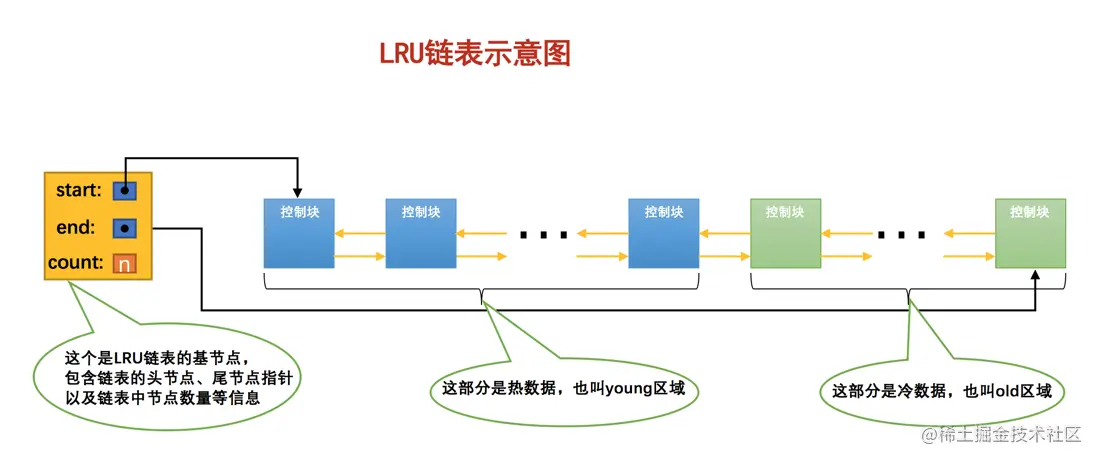 LRU链表示意图
start:
end:
count: n
控制块
控制块
控制块
控制块
控制块
这个是LRU链表的基节点，
包含链表的头节点、尾节点指针
以及链表中节点数量等信息
这部分是热数据，也叫young区域
这部分是冷数据，也叫old区域
@稀土掘金技术社区